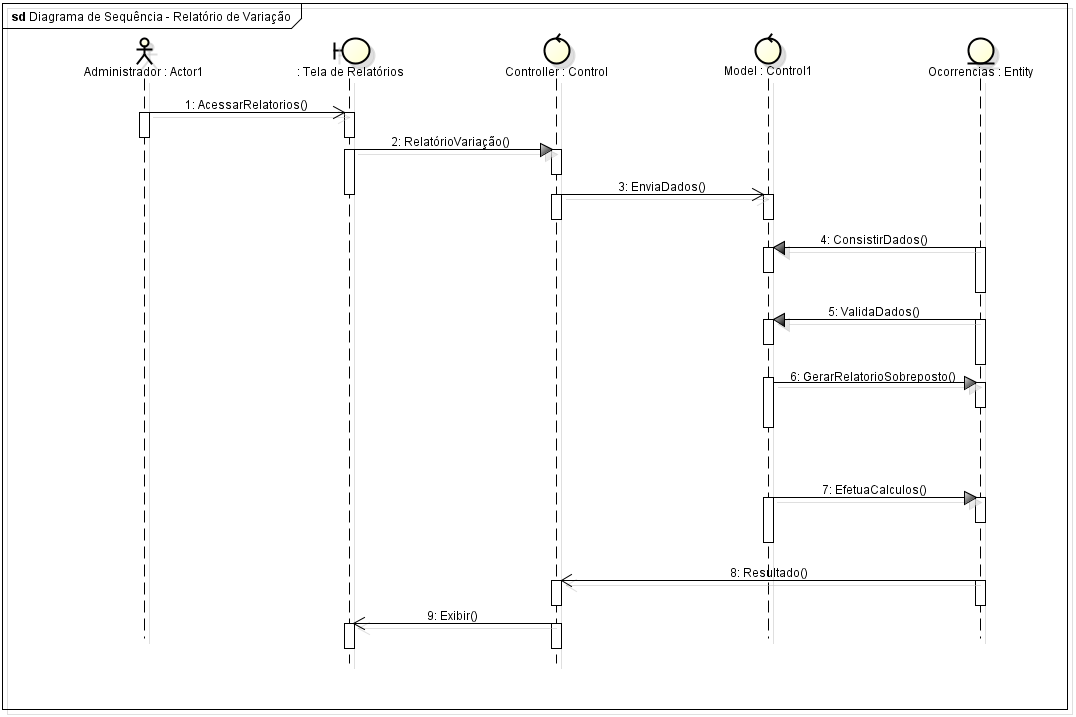 sd Diagrama de Sequência - Relatório de Variação
Administrador : Actor1
: Tela de Relatórios
Controller : Control
Model : Control1
Ocorrencias : Entity
1: AcessarRelatorios()
2: RelatórioVariação()
3: EnviaDados()
4: ConsistirDados()
5: ValidaDados()
6: GerarRelatorioSobreposto()
7: EfetuaCalculos()
8: Resultado()
9: Exibir()